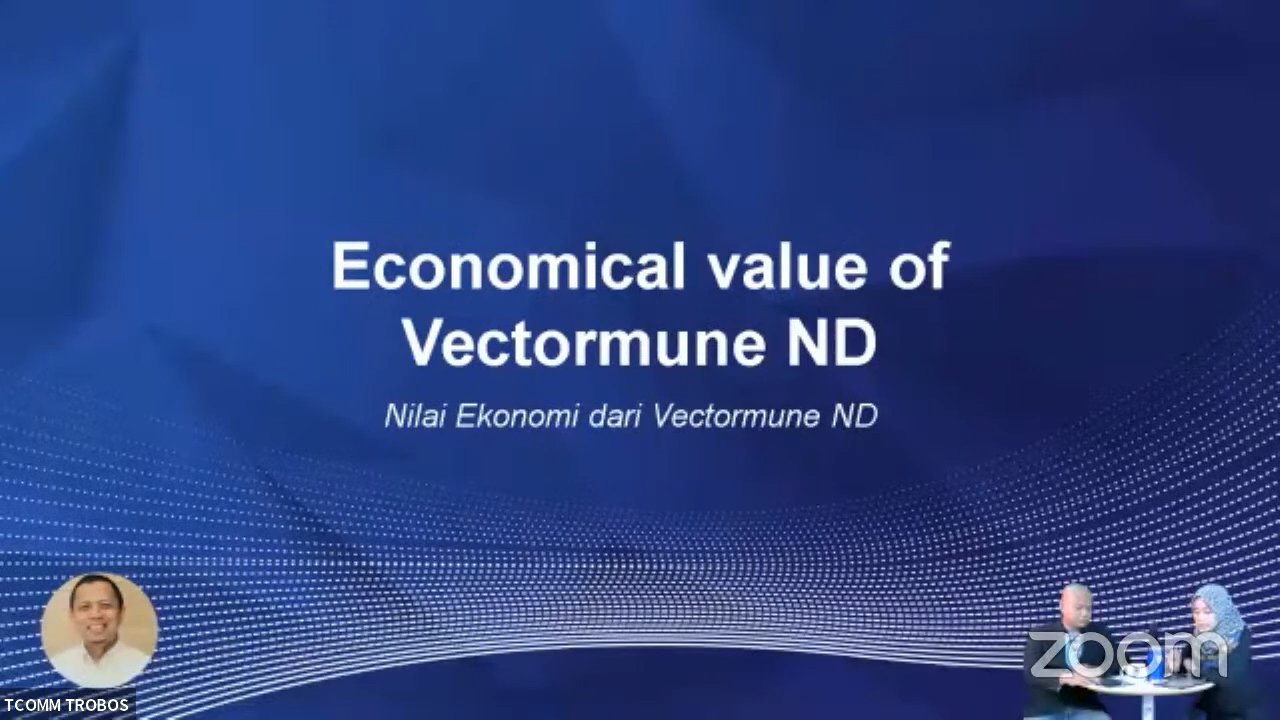 Economical value of
Vectormune ND
Nilai Ekonomi dari Vectormune ND
zoom
TCOMM TROBOS